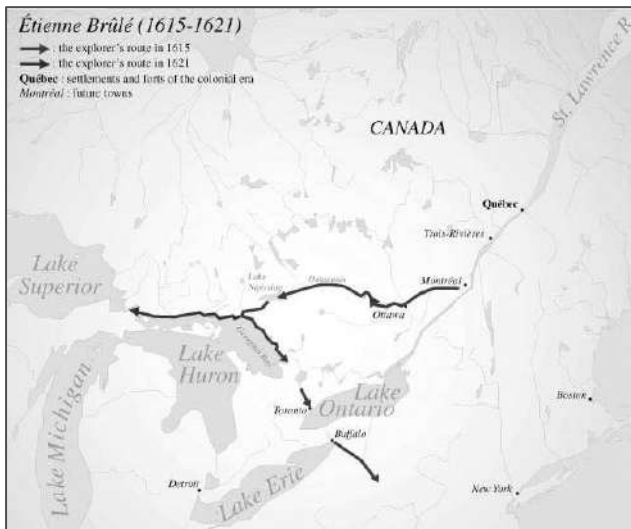 Étienne Brûlé (1615-1621)
: the explorer's route in 1615
: the explorer's route in 1621
Québec : settlements and forts of the colonial era
Montréal : future towns
CANADA
St. Lawrence R.
Québec
Trois-Rivières
Lake Superior
Lake
Nipissing
Montréal
Ottawa
Georgian Bay
Lake
Huron
Lake
Ontario
Toronto
Lake Michigan
Boston
Buffalo
Detroit
Lake Erie
New York